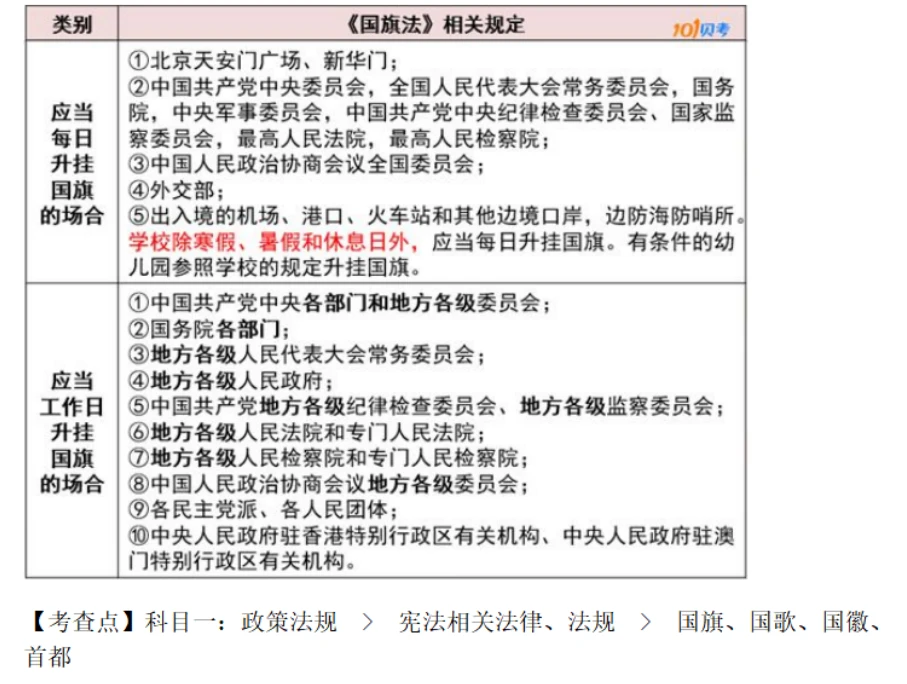 类别
《国旗法》相关规定
101贝考
应当
每日
升挂
国旗
的场合
①北京天安门广场、新华门；
②中国共产党中央委员会，全国人民代表大会常务委员会，国务
院，中央军事委员会，中国共产党中央纪律检查委员会、国家监
察委员会，最高人民法院，最高人民检察院；
③中国人民政治协商会议全国委员会；
④外交部；
⑤出入境的机场、港口、火车站和其他边境口岸，边防海防哨所。
学校除寒假、暑假和休息日外，应当每日升挂国旗。有条件的幼
儿园参照学校的规定升挂国旗。
应当
工作日
升挂
国旗
的场合
①中国共产党中央各部门和地方各级委员会；
②国务院各部门；
③地方各级人民代表大会常务委员会；
④地方各级人民政府；
⑤中国共产党地方各级纪律检查委员会、地方各级监察委员会；
⑥地方各级人民法院和专门人民法院；
⑦地方各级人民检察院和专门人民检察院；
⑧中国人民政治协商会议地方各级委员会；
⑨各民主党派、各人民团体；
⑩中央人民政府驻香港特别行政区有关机构、中央人民政府驻澳
门特别行政区有关机构。
【考查点】科目一：政策法规 > 宪法相关法律、法规 > 国旗、国歌、国徽、
首都